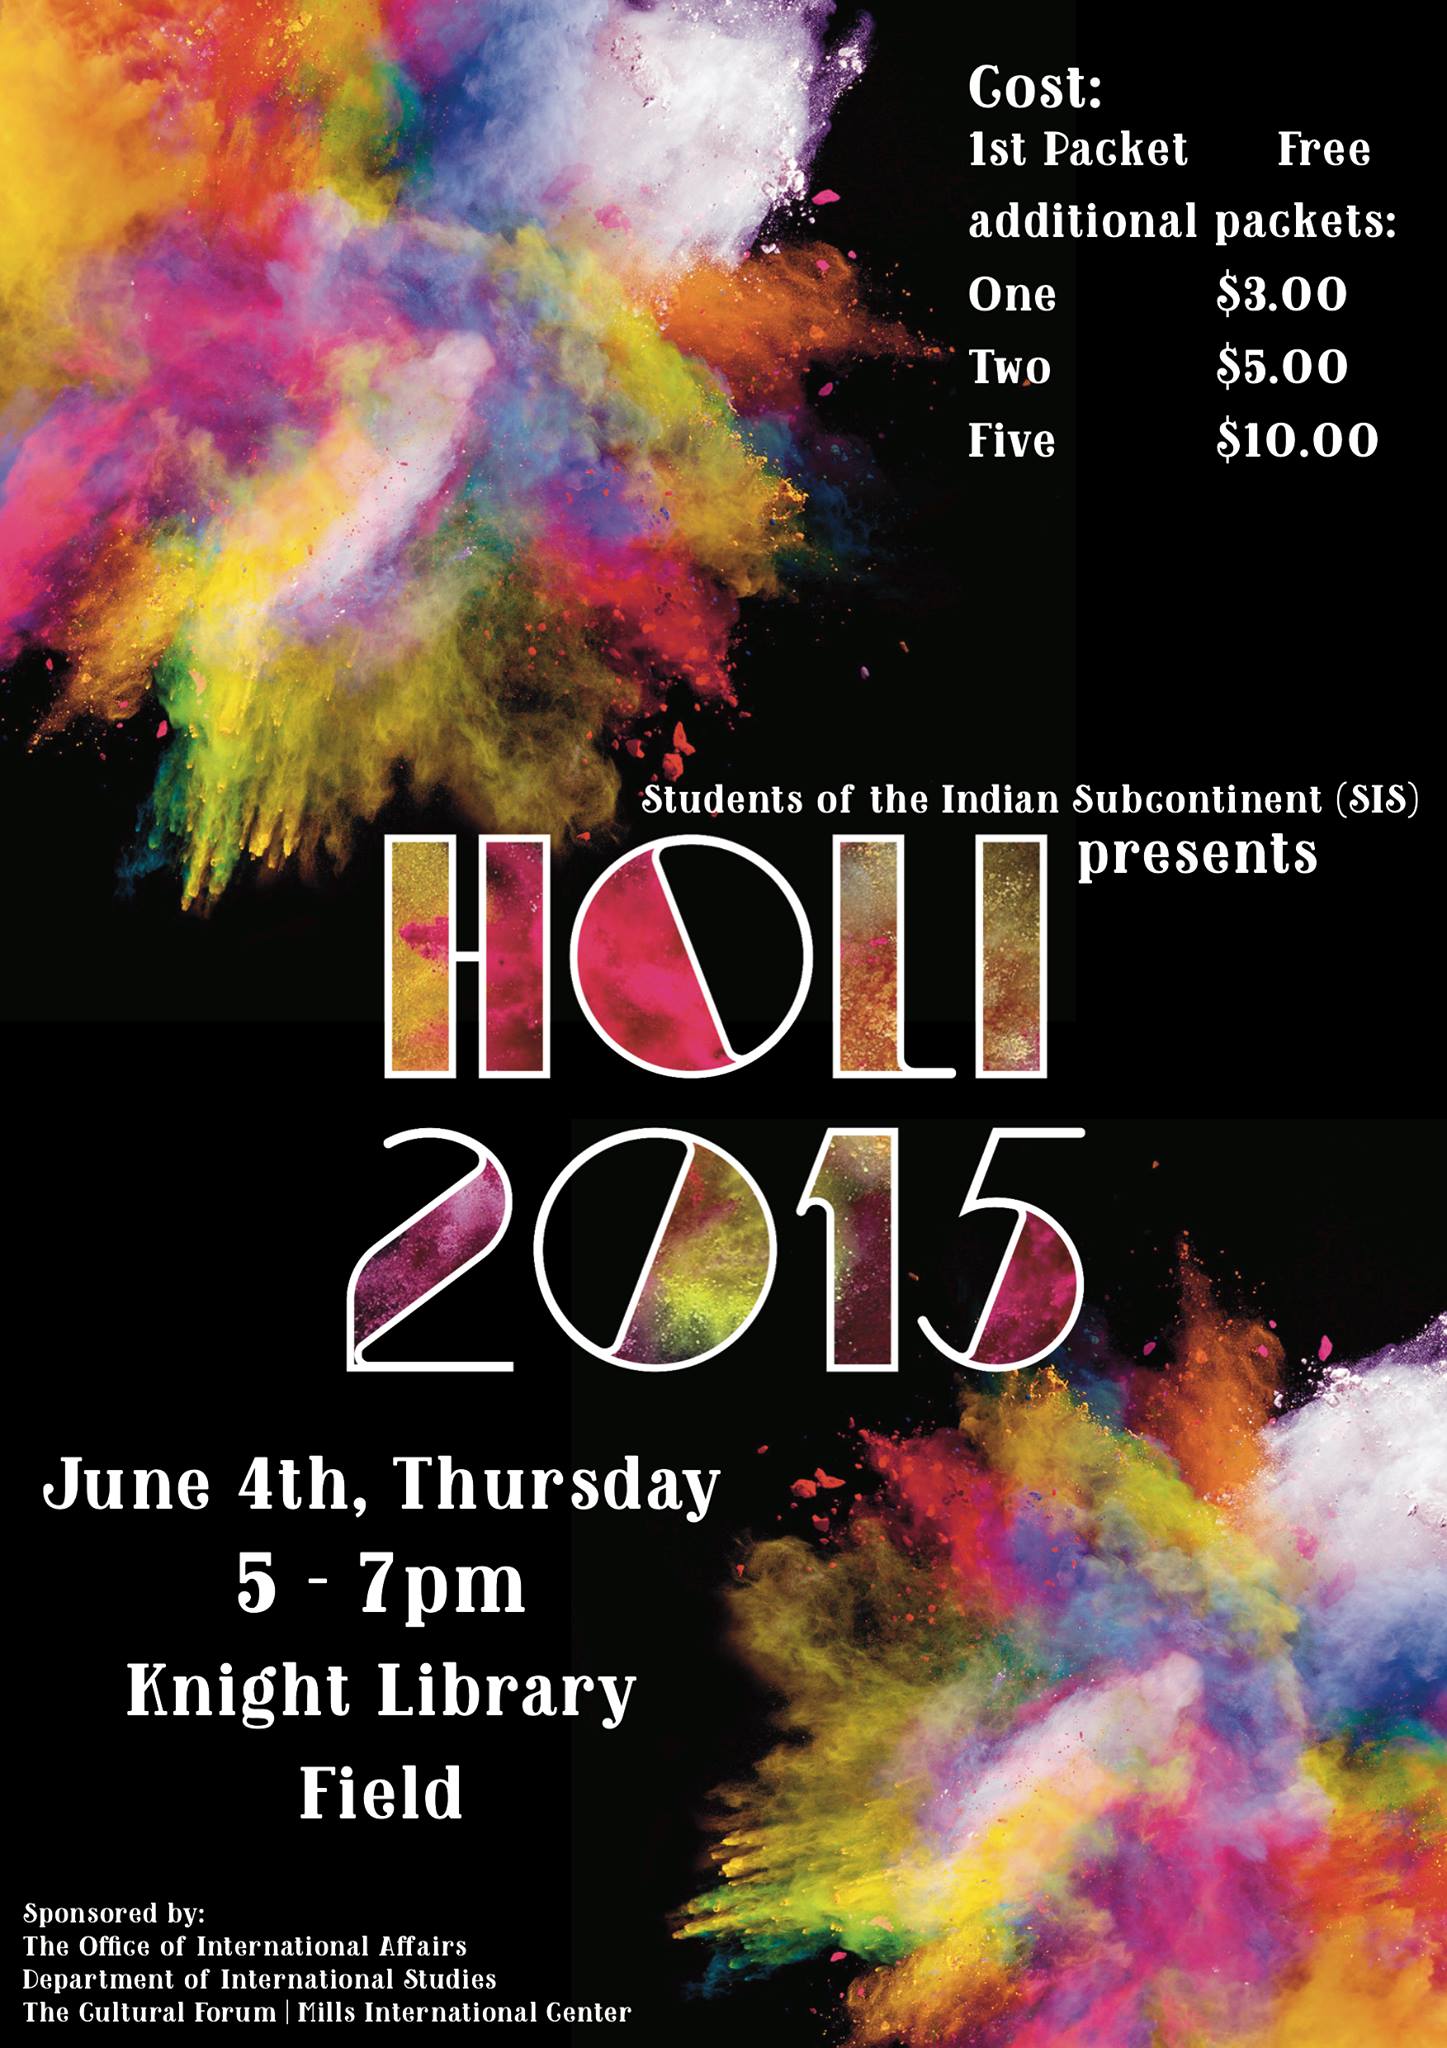 Cost:
1st Packet Free
additional packets:
One $3.00
Two $5.00
Five $10.00
Students of the Indian Subcontinent (SIS)
presents
HOLI
2015
June 4th, Thursday
5 - 7pm
Knight Library
Field
Sponsored by:
The Office of International Affairs
Department of International Studies
The Cultural Forum | Mills International Center